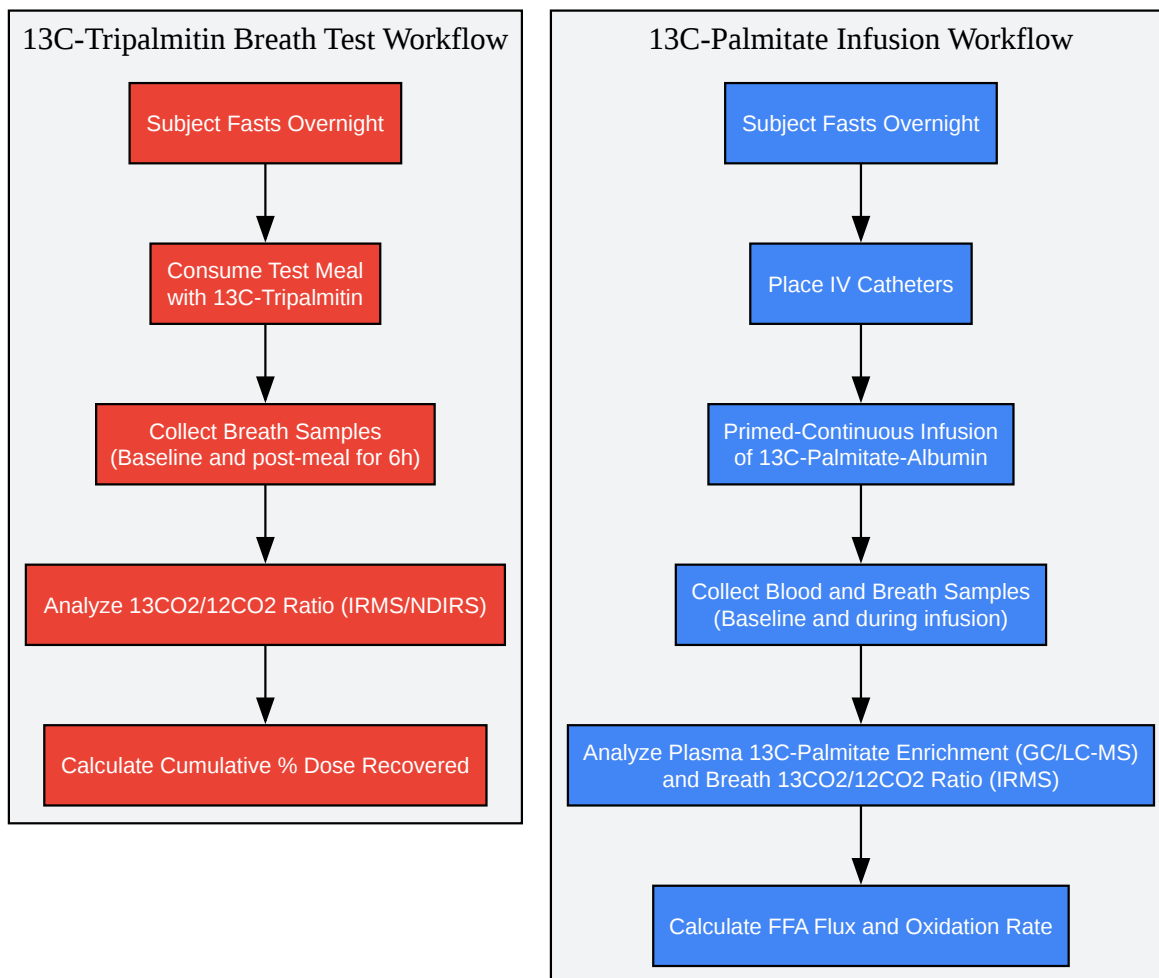 13C-Tripalmitin Breath Test Workflow
Subject Fasts Overnight
Consume Test Meal
with 13C-Tripalmitin
Collect Breath Samples
(Baseline and post-meal for 6h)
Analyze 13CO2/12CO2 Ratio (IRMS/NDIRS)
Calculate Cumulative % Dose Recovered
13C-Palmitate Infusion Workflow
Subject Fasts Overnight
Place IV Catheters
Primed-Continuous Infusion
of 13C-Palmitate-Albumin
Collect Blood and Breath Samples
(Baseline and during infusion)
Analyze Plasma 13C-Palmitate Enrichment (GC/LC-MS)
and Breath 13CO2/12CO2 Ratio (IRMS)
Calculate FFA Flux and Oxidation Rate